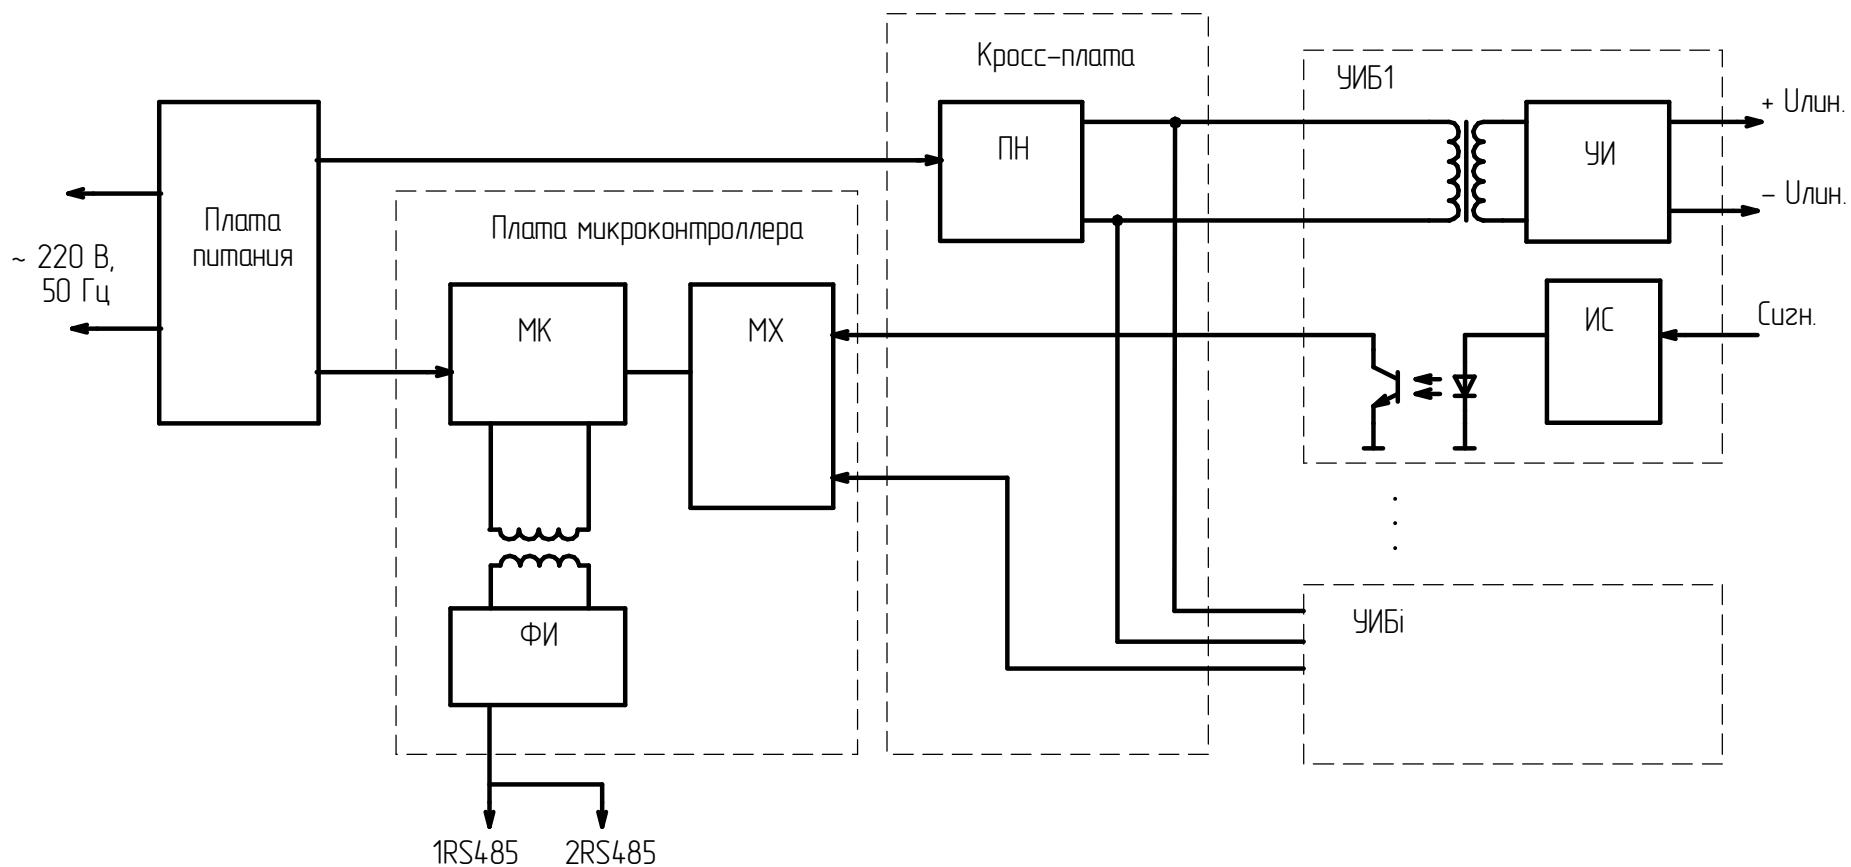 Кросс-плата
УИБ1
+ Uлин.
ПН
УИ
- Uлин.
Плата
питания
Плата микроконтроллера
~ 220 В,
50 Гц
МК
МХ
ИС
Сигн.
.
.
.
ФИ
УИБi
1RS485
2RS485